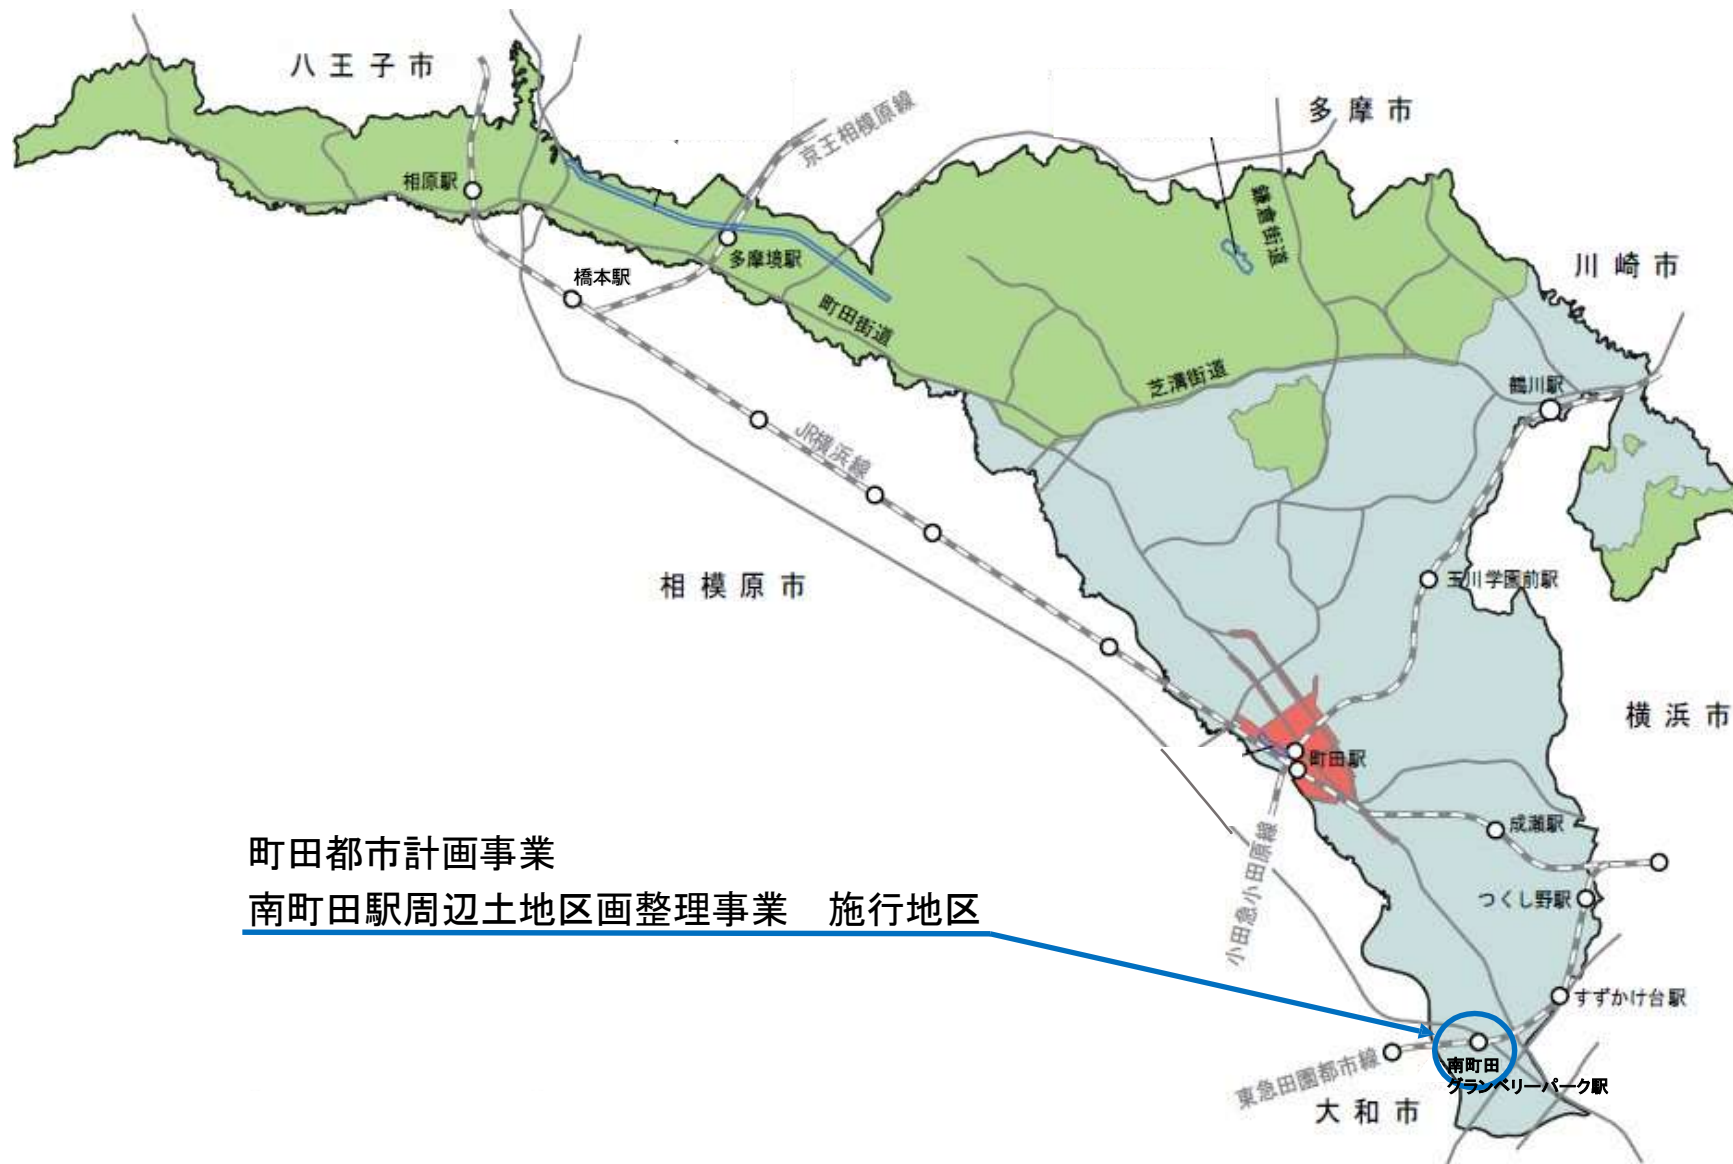 八王子市
多摩市
京王相模原線
相原駅
鎌倉街道
多摩境駅
川崎市
橋本駅
町田街道
芝溝街道
鶴川駅
JR横浜線
相模原市
玉川学園前駅
横浜市
町田駅
成瀬駅
町田都市計画事業
南町田駅周辺土地区画整理事業　施行地区
小田急小田原線
つくし野駅
すずかけ台駅
東急田園都市線
南町田
グランベリーパーク駅
大和市